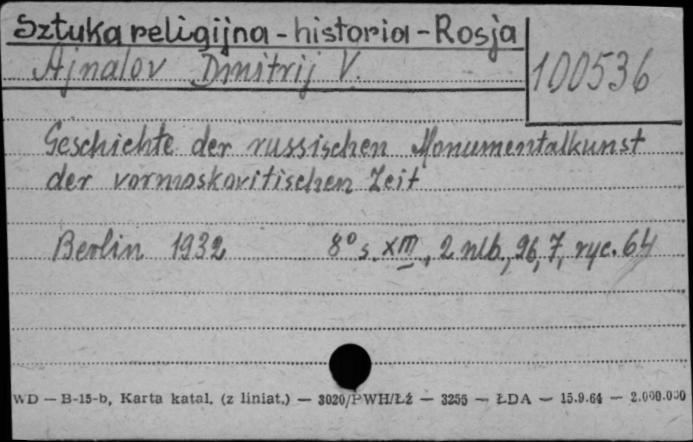 Sztuka religijna - historia - Rosja
Ajnalov Dmitrij V.
100536
Geschichte der russischen Monumentalkunst
der vormoskovitischen Zeit
Berlin 1932 8° s. XIII, 2 nlb., 96, 7, ryc. 64
WD — B-15-b, Karta katal. (z liniat.) — 3020/PWH/Łź — 3255 — ŁDA — 15.9.64 — 2.000.000